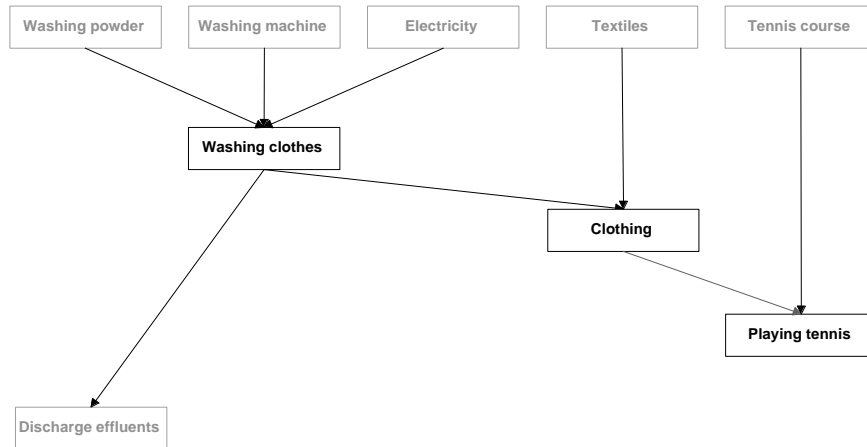 Washing powder
Washing machine
Electricity
Textiles
Tennis course
Washing clothes
Clothing
Playing tennis
Discharge effluents